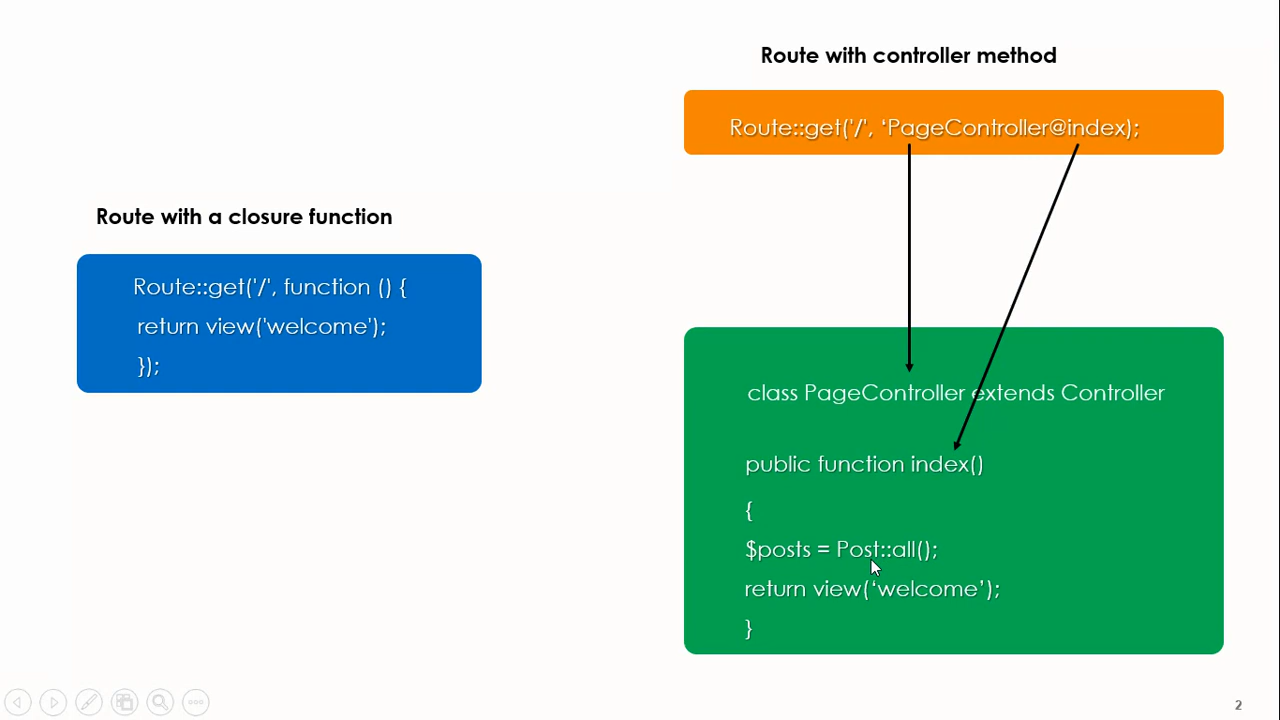 Route with controller method
Route::get('/', ‘PageController@index);
Route with a closure function
Route::get('/', function () {
return view('welcome');
});
class PageController extends Controller
public function index()
{
$posts = Post::all();
return view(‘welcome’);
}
2